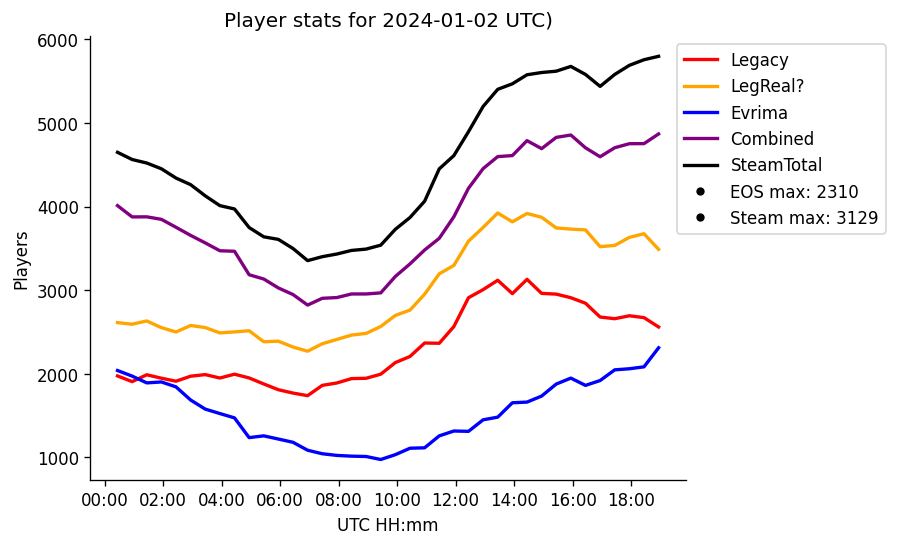 Player stats for 2024-01-02 UTC)
6000
5000
4000
3000
2000
1000
Players
00:00 02:00 04:00 06:00 08:00 10:00 12:00 14:00 16:00 18:00
UTC HH:mm
Legacy
LegReal?
Evrima
Combined
SteamTotal
EOS max: 2310
Steam max: 3129